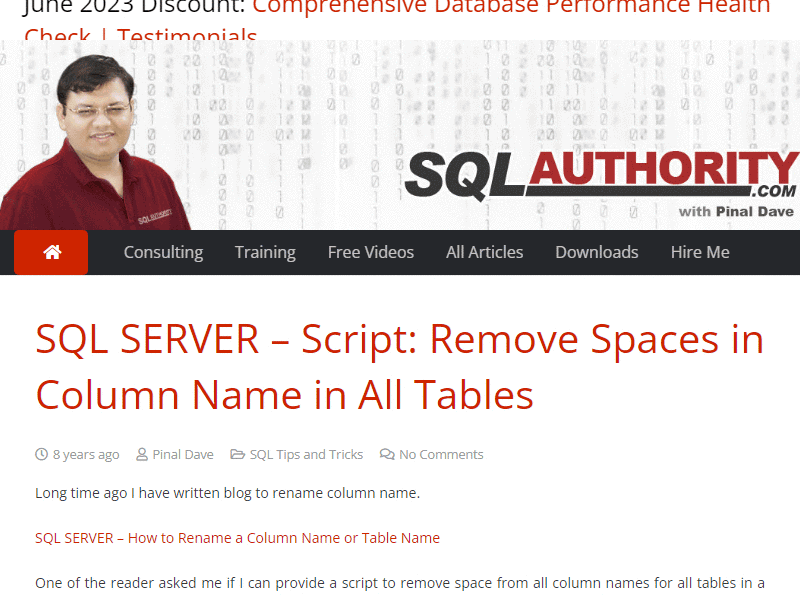 June 2023 Discount: Comprehensive Database Performance Health
Check | Testimonials
SQLAUTHORITY
.COM
with Pinal Dave
SQLAUTHORITY
Consulting Training Free Videos All Articles Downloads Hire Me
SQL SERVER – Script: Remove Spaces in
Column Name in All Tables
8 years ago Pinal Dave SQL Tips and Tricks No Comments
Long time ago I have written blog to rename column name.
SQL SERVER – How to Rename a Column Name or Table Name
One of the reader asked me if I can provide a script to remove space from all column names for all tables in a